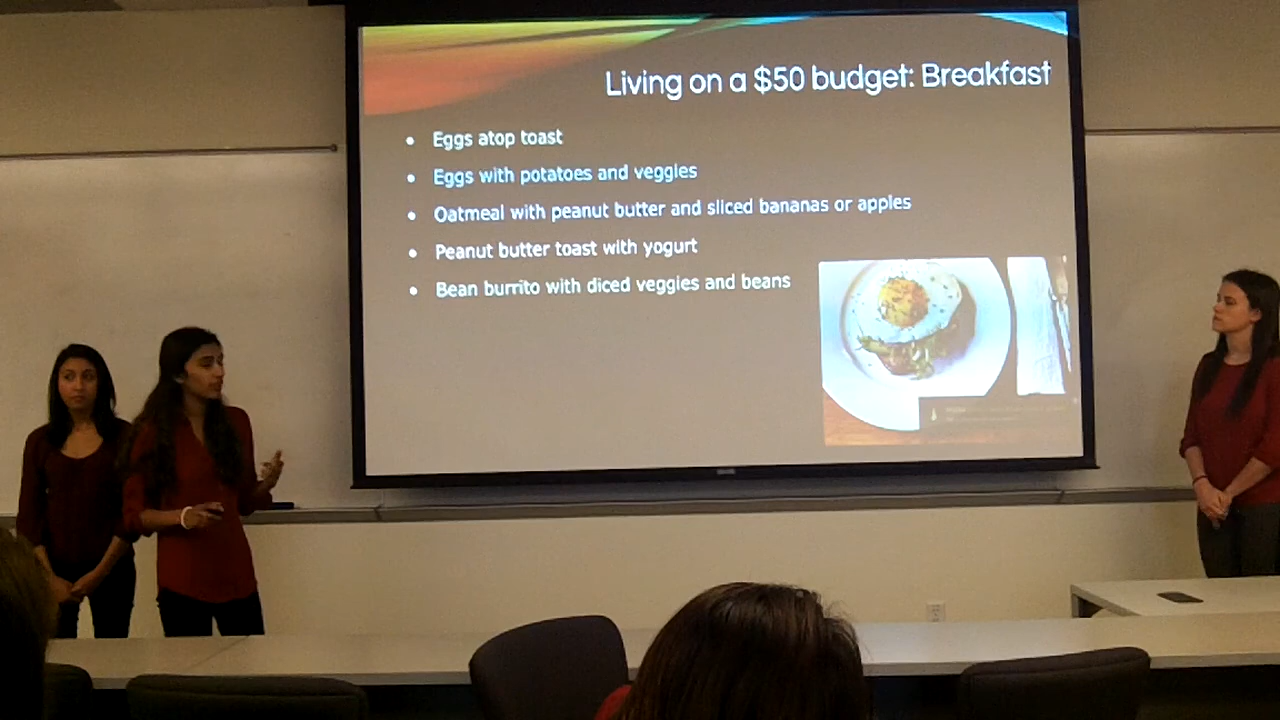 Living on a $50 budget: Breakfast
• Eggs atop toast
• Eggs with potatoes and veggies
• Oatmeal with peanut butter and sliced bananas or apples
• Peanut butter toast with yogurt
• Bean burrito with diced veggies and beans